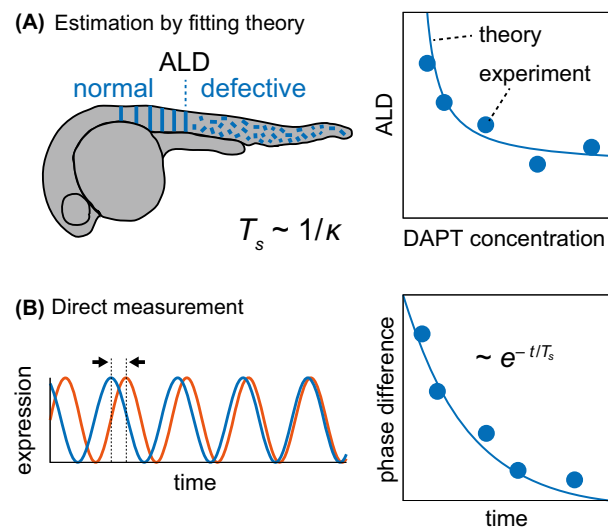 (A) Estimation by fitting theory
ALD
normal defective
T_s ~ 1/κ
theory
experiment
ALD
DAPT concentration
(B) Direct measurement
expression
time
~ e^{– t/T_s}
phase difference
time